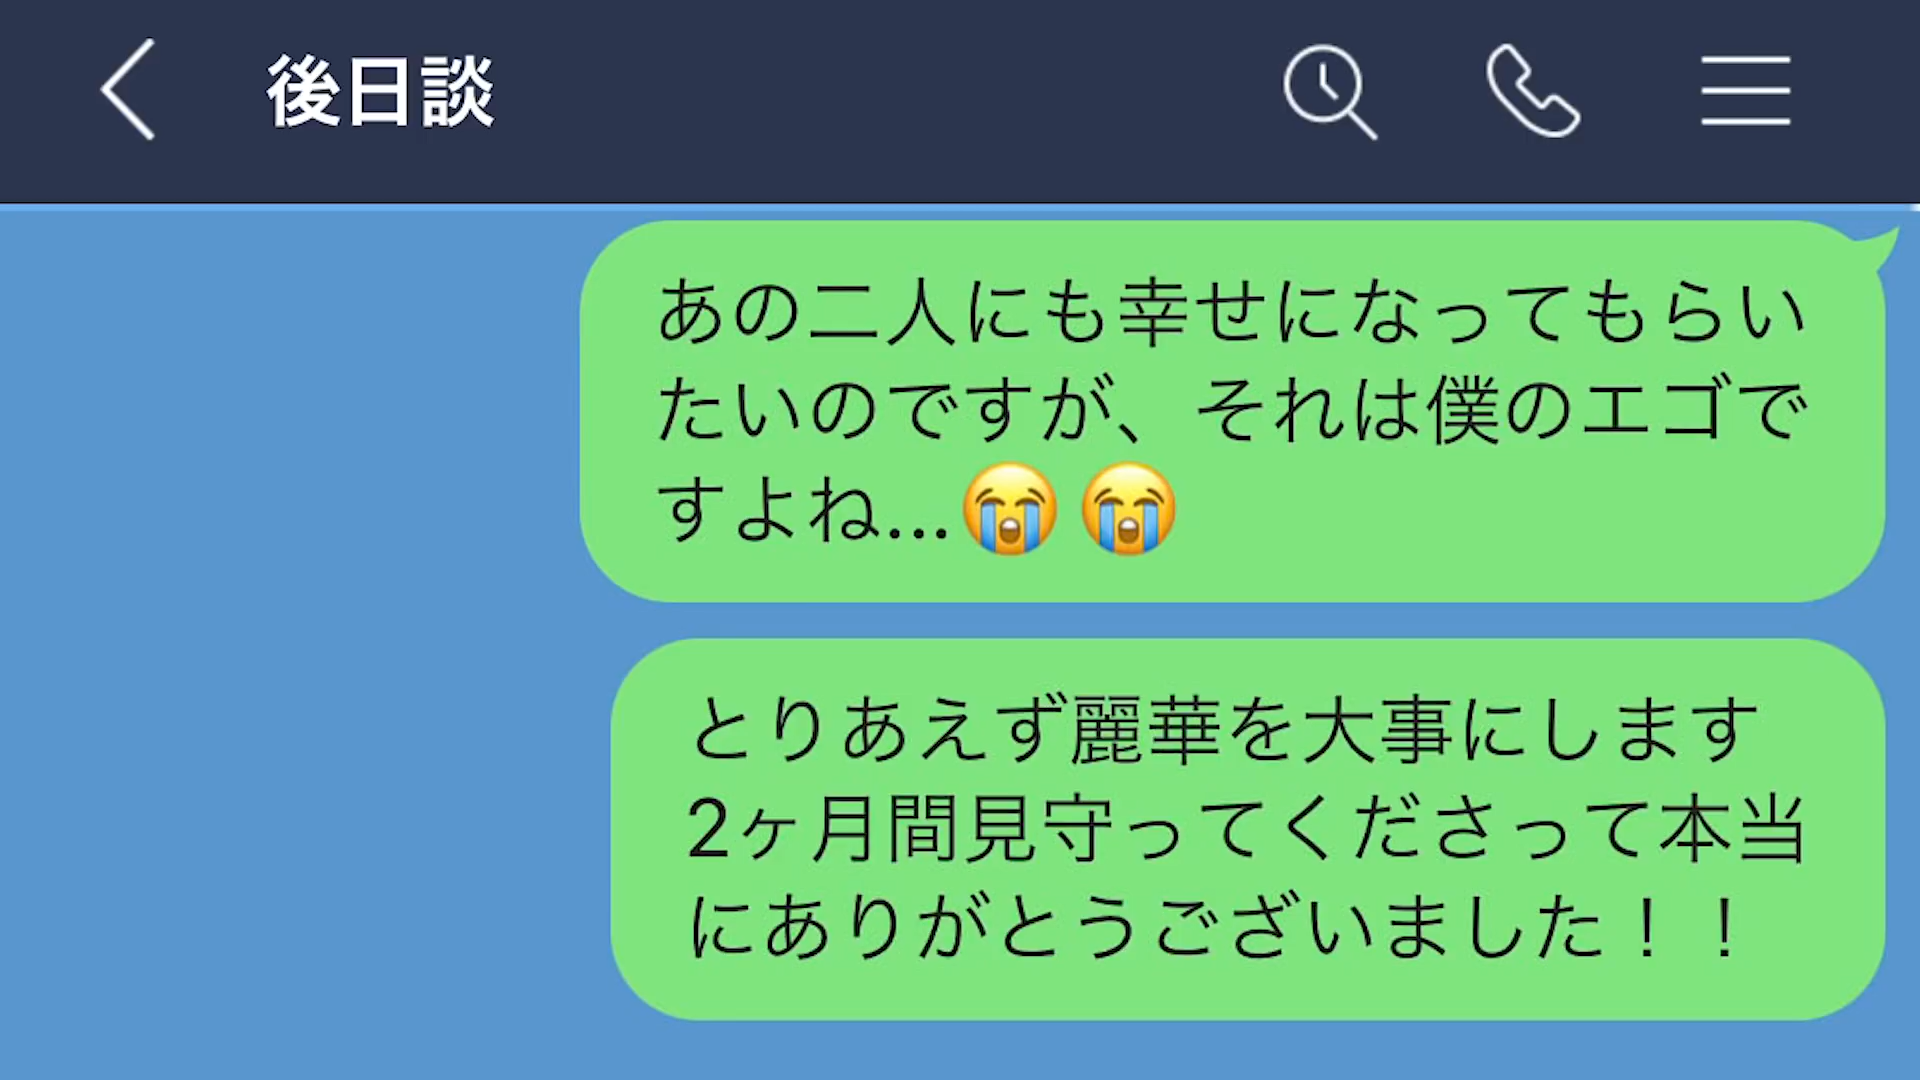 後日談
あの二人にも幸せになってもらい
たいのですが、それは僕のエゴで
すよね...😭😭
とりあえず麗華を大事にします
2ヶ月間見守ってくださって本当
にありがとうございました！！